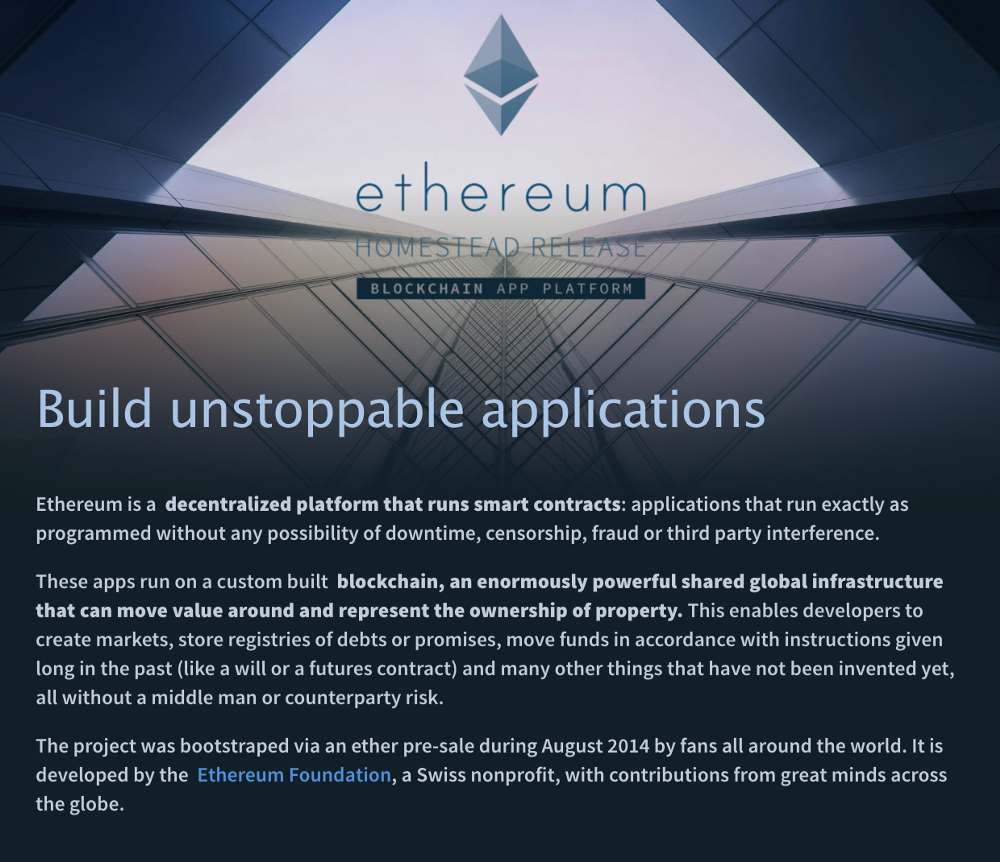 ethereum
HOMESTEAD RELEASE
BLOCKCHAIN APP PLATFORM
Build unstoppable applications
Ethereum is a decentralized platform that runs smart contracts: applications that run exactly as
programmed without any possibility of downtime, censorship, fraud or third party interference.
These apps run on a custom built blockchain, an enormously powerful shared global infrastructure
that can move value around and represent the ownership of property. This enables developers to
create markets, store registries of debts or promises, move funds in accordance with instructions given
long in the past (like a will or a futures contract) and many other things that have not been invented yet,
all without a middle man or counterparty risk.
The project was bootstraped via an ether pre-sale during August 2014 by fans all around the world. It is
developed by the Ethereum Foundation, a Swiss nonprofit, with contributions from great minds across
the globe.